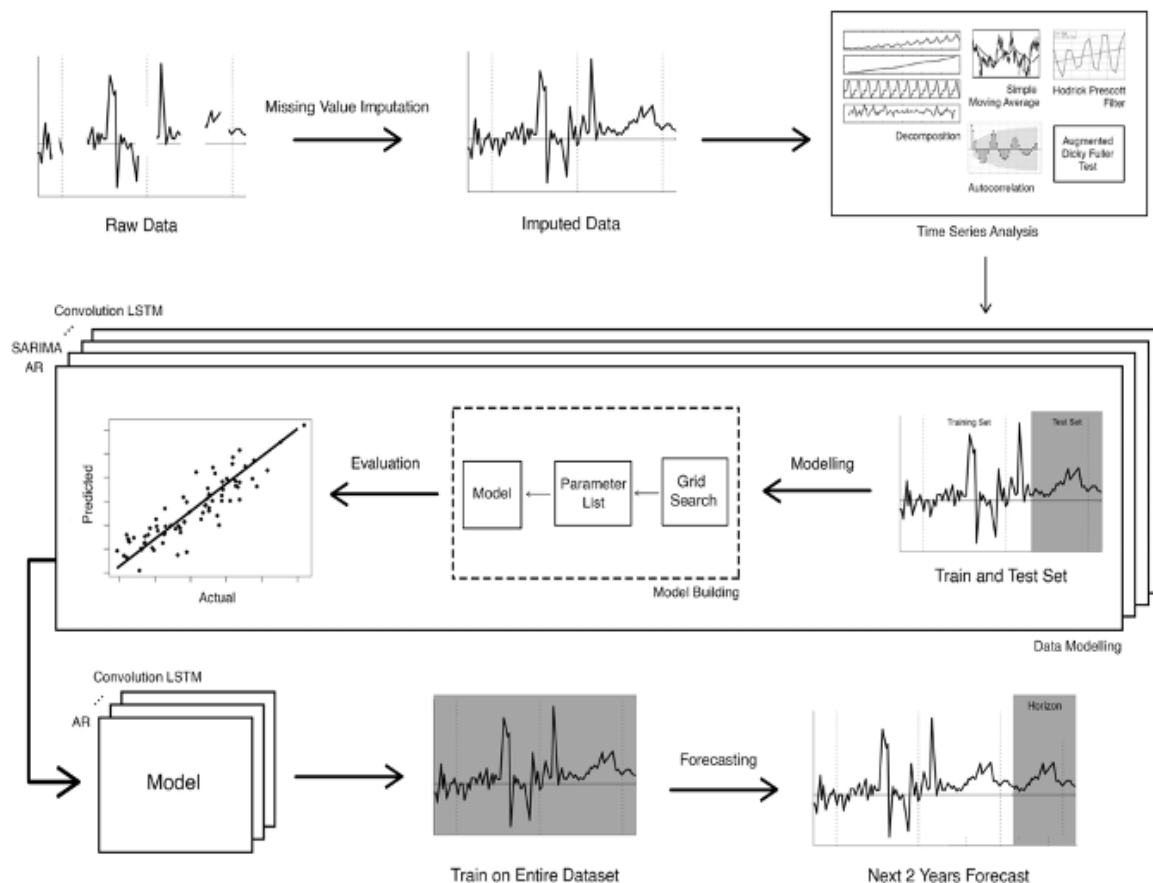 Missing Value Imputation
Raw Data
Imputed Data
Decomposition
Simple
Moving Average
Hodrick Prescott
Filter
Autocorrelation
Augmented
Dicky Fuller
Test
Time Series Analysis
Convolution LSTM
SARIMA
AR
Predicted
Actual
Evaluation
Model
Parameter
List
Grid
Search
Model Building
Modelling
Training Set
Test Set
Train and Test Set
Data Modelling
Convolution LSTM
AR
Model
Train on Entire Dataset
Forecasting
Horizon
Next 2 Years Forecast